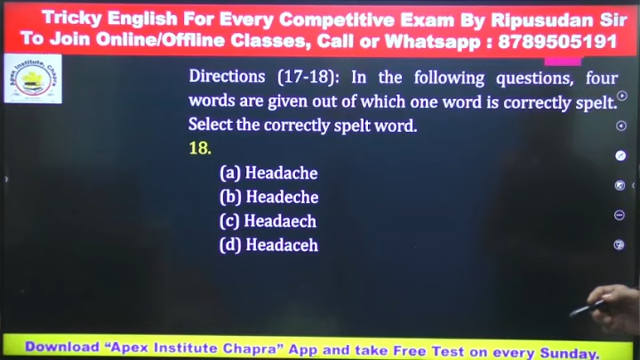 Tricky English For Every Competitive Exam By Ripusudan Sir
To Join Online/Offline Classes, Call or Whatsapp : 8789505191
Apex Institute, Chapra
Directions (17-18): In the following questions, four
words are given out of which one word is correctly spelt.
Select the correctly spelt word.
18.
(a) Headache
(b) Headeche
(c) Headaech
(d) Headaceh
Download “Apex Institute Chapra” App and take Free Test on every Sunday.